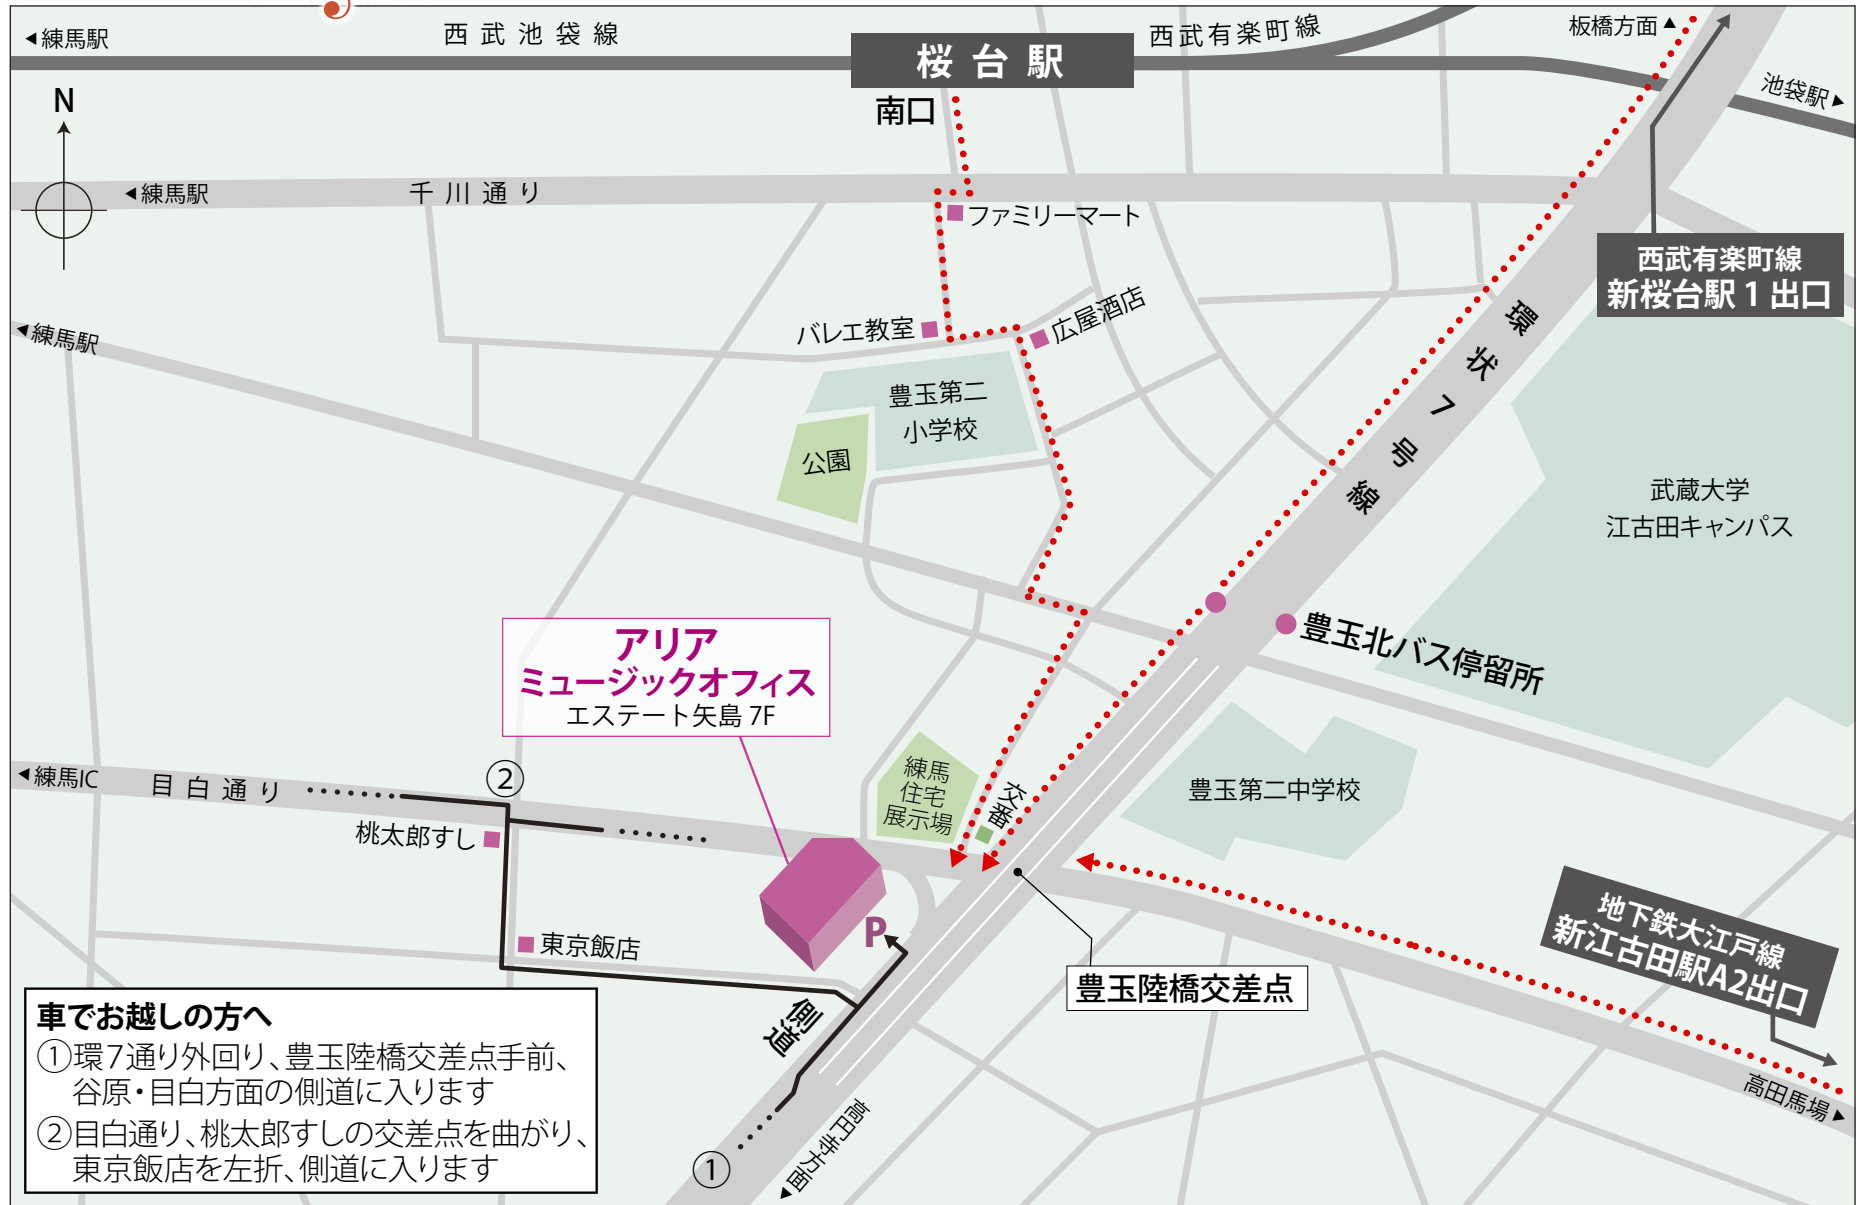 ◀練馬駅
西武池袋線
桜台駅
南口
西武有楽町線
板橋方面▲
池袋駅▶
N
◀練馬駅
千川通り
ファミリーマート
西武有楽町線
新桜台駅1出口
◀練馬駅
バレエ教室
広屋酒店
環状7号線
豊玉第二
小学校
公園
武蔵大学
江古田キャンパス
アリア
ミュージックオフィス
エステート矢島 7F
豊玉北バス停留所
◀練馬IC
目白通り
②
桃太郎すし
練馬
住宅
展示場
交番
豊玉第二中学校
P
東京飯店
豊玉陸橋交差点
地下鉄大江戸線
新江古田駅A2出口
高田馬場▶
側道
①
◀高円寺方面
車でお越しの方へ
①環7通り外回り、豊玉陸橋交差点手前、
谷原・目白方面の側道に入ります
②目白通り、桃太郎すしの交差点を曲がり、
東京飯店を左折、側道に入ります